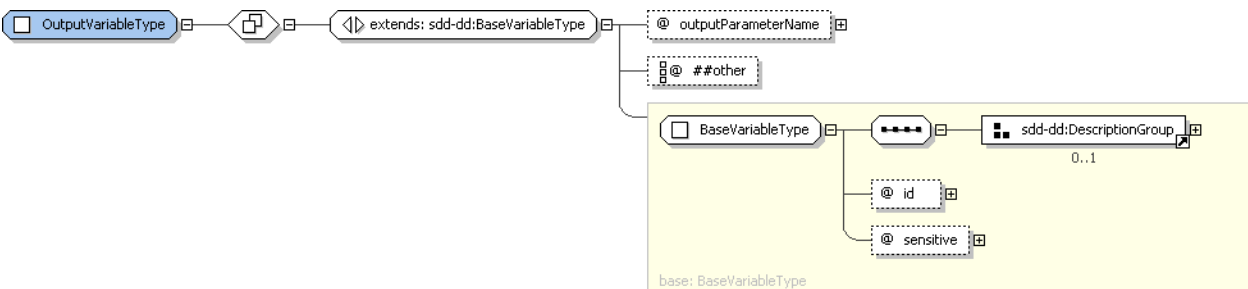 OutputVariableType
extends: sdd-dd:BaseVariableType
@ outputParameterName
@ ##other
BaseVariableType
sdd-dd:DescriptionGroup
0..1
@ id
@ sensitive
base: BaseVariableType